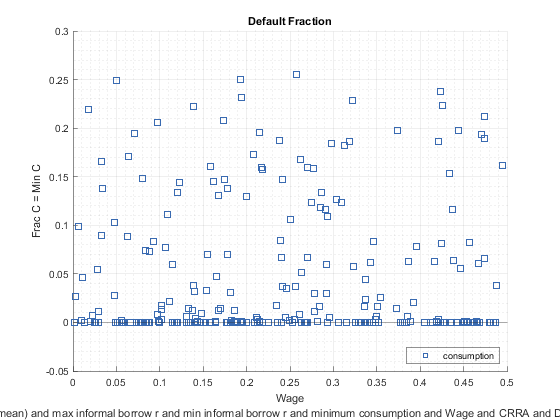 Default Fraction
0.3
0.25
0.2
0.15
0.1
0.05
0
-0.05
Frac C = Min C
consumption
0 0.05 0.1 0.15 0.2 0.25 0.3 0.35 0.4 0.45 0.5
Wage
mean) and max informal borrow r and min informal borrow r and minimum consumption and Wage and CRRA and